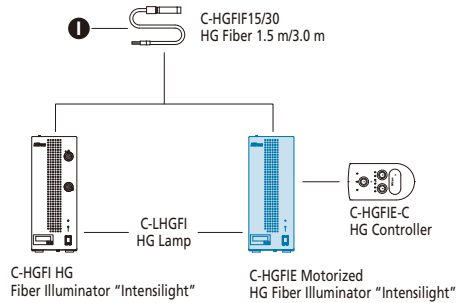 I
C-HGFIF15/30
HG Fiber 1.5 m/3.0 m
C-LHGFI
HG Lamp
C-HGFIE-C
HG Controller
C-HGFI HG
Fiber Illuminator “Intensilight”
C-HGFIE Motorized
HG Fiber Illuminator “Intensilight”